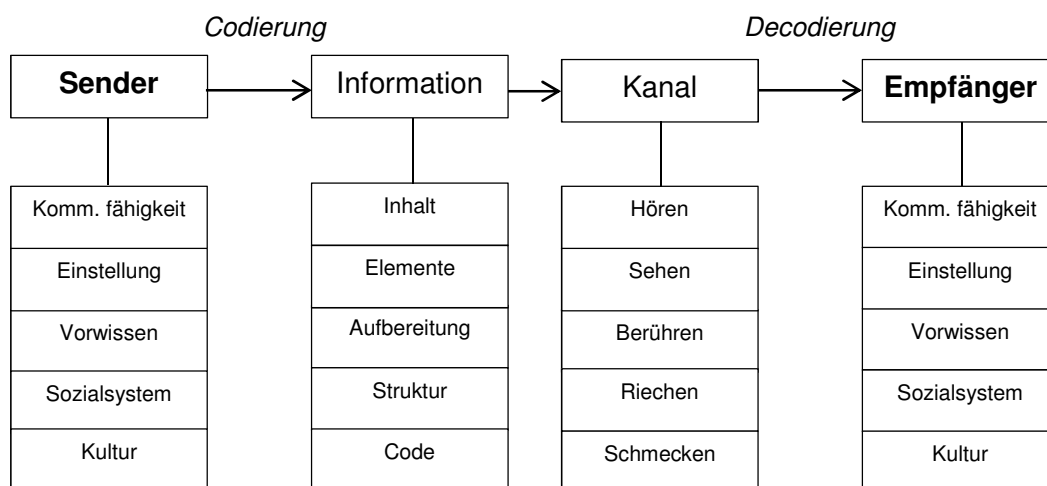 Codierung
Decodierung
Sender
Information
Kanal
Empfänger
Komm. fähigkeit
Inhalt
Hören
Komm. fähigkeit
Einstellung
Elemente
Sehen
Einstellung
Vorwissen
Aufbereitung
Berühren
Vorwissen
Sozialsystem
Struktur
Riechen
Sozialsystem
Kultur
Code
Schmecken
Kultur